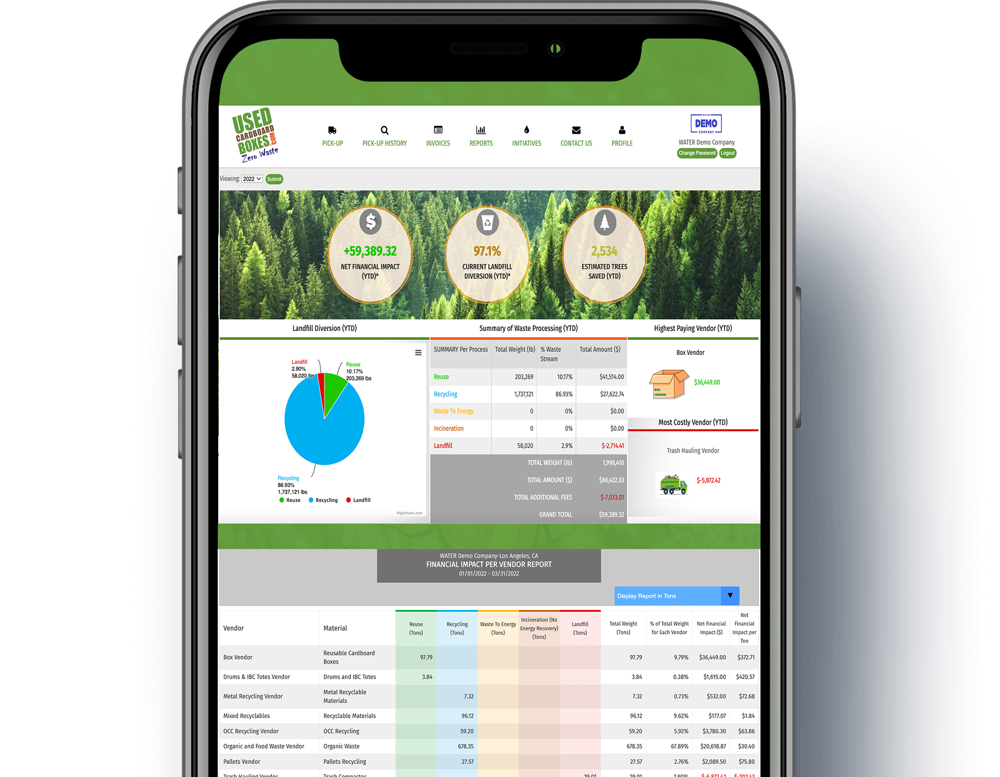 USED
CARDBOARD
BOXES.COM
Zero Waste
PICK-UP
PICK-UP HISTORY
INVOICES
REPORTS
INITIATIVES
CONTACT US
PROFILE
WATER
DEMO
COMPANY
WATER Demo Company
Change Password
Logout
Viewing: 2022 Submit
+59,389.32
NET FINANCIAL IMPACT
(YTD)*
97.1%
CURRENT LANDFILL
DIVERSION (YTD)*
2,534
ESTIMATED TREES
SAVED (YTD)
Landfill Diversion (YTD)
Landfill
2.90%
58,020 lbs
Reuse
10.17%
203,269 lbs
Recycling
86.93%
1,737,121 lbs
Reuse Recycling Landfill
Highcharts.com
Summary of Waste Processing (YTD)
SUMMARY Per Process Total Weight (lb) % Waste Stream Total Amount ($)
Reuse 203,269 10.17% $41,514.00
Recycling 1,737,121 86.93% $27,622.74
Waste To Energy 0 0% $0.00
Incineration 0 0% $0.00
Landfill 58,020 2.9% $-2,714.41
TOTAL WEIGHT (lb) 1,998,410
TOTAL AMOUNT ($) $66,422.33
TOTAL ADDITIONAL FEES $-7,033.01
GRAND TOTAL $59,389.32
Highest Paying Vendor (YTD)
Box Vendor
BOX
VENDOR
$36,449.00
Most Costly Vendor (YTD)
Trash Hauling Vendor
TRASH HAULING
VENDOR
$-5,872.42
WATER Demo Company-Los Angeles, CA
FINANCIAL IMPACT PER VENDOR REPORT
01/01/2022 - 03/31/2022
Display Report in Tons
Vendor Material Reuse (Tons) Recycling (Tons) Waste To Energy (Tons) Incineration (No Energy Recovery) (Tons) Landfill (Tons) Total Weight (Tons) % of Total Weight for Each Vendor Net Financial Impact ($) Net Financial Impact per Ton
Box Vendor Reusable Cardboard Boxes 97.79 97.79 9.79% $36,449.00 $372.71
Drums & IBC Totes Vendor Drums and IBC Totes 3.84 3.84 0.38% $1,615.00 $420.57
Metal Recycling Vendor Metal Recyclable Materials 7.32 7.32 0.73% $532.00 $72.68
Mixed Recyclables Recyclable Materials 96.12 96.12 9.62% $177.07 $1.84
OCC Recycling Vendor OCC Recycling 59.20 59.20 5.92% $3,780.30 $63.86
Organic and Food Waste Vendor Organic Waste 678.35 678.35 67.89% $20,618.87 $30.40
Pallets Vendor Pallets Recycling 27.57 27.57 2.76% $2,089.50 $75.80
Trash Hauling Vendor Trash Compactor 29.01 29.01 2.90% $-5,872.42 $-202.43